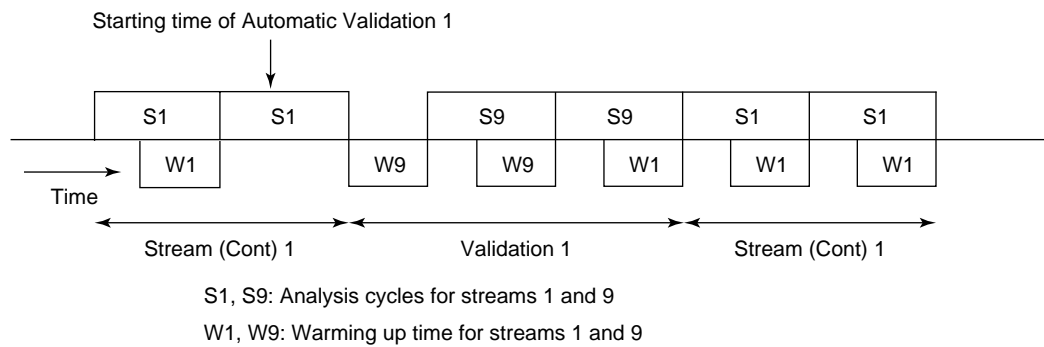 Starting time of Automatic Validation 1
S1 S1 S9 S9 S1 S1
W1 W9 W9 W1 W1 W1
Time
Stream (Cont) 1 Validation 1 Stream (Cont) 1
S1, S9: Analysis cycles for streams 1 and 9
W1, W9: Warming up time for streams 1 and 9